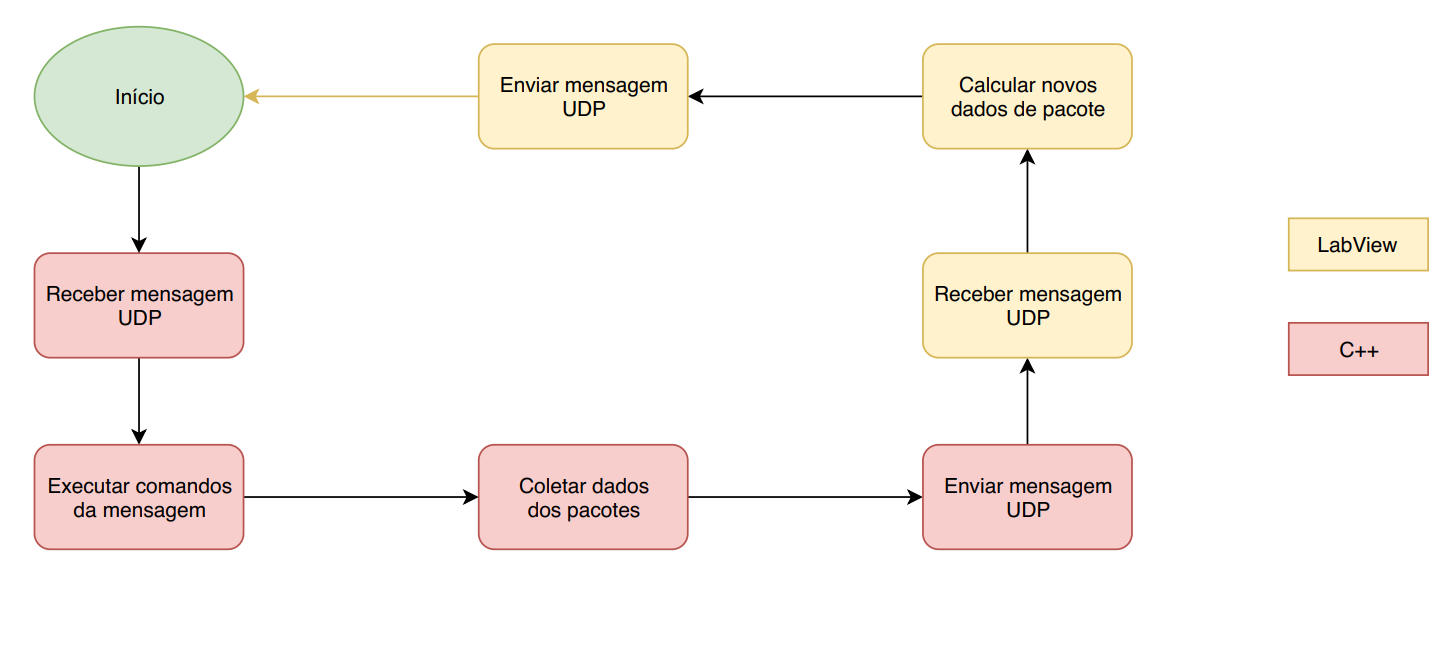 Início
Enviar mensagem
UDP
Calcular novos
dados de pacote
LabView
Receber mensagem
UDP
Receber mensagem
UDP
C++
Executar comandos
da mensagem
Coletar dados
dos pacotes
Enviar mensagem
UDP